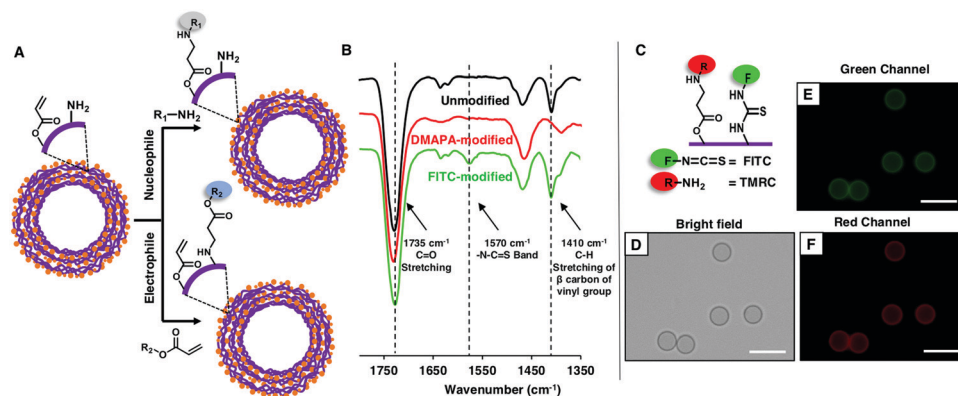 A
R₁
HN
NH₂
O
O
NH₂
O
O
R₁–NH₂
Nucleophile
Electrophile
R₂
O
O
HN
O
O
R₂
O
O
B
Unmodified
DMAPA-modified
FITC-modified
1735 cm⁻¹
C=O
Stretching
1570 cm⁻¹
-N-C=S Band
1410 cm⁻¹
C-H
Stretching of
β carbon of
vinyl group
1750 1650 1550 1450 1350
Wavenumber (cm⁻¹)
C
R
HN
O
O
F
HN
S
HN
F–N=C=S = FITC
R–NH₂ = TMRC
D
Bright field
Green Channel
E
Red Channel
F